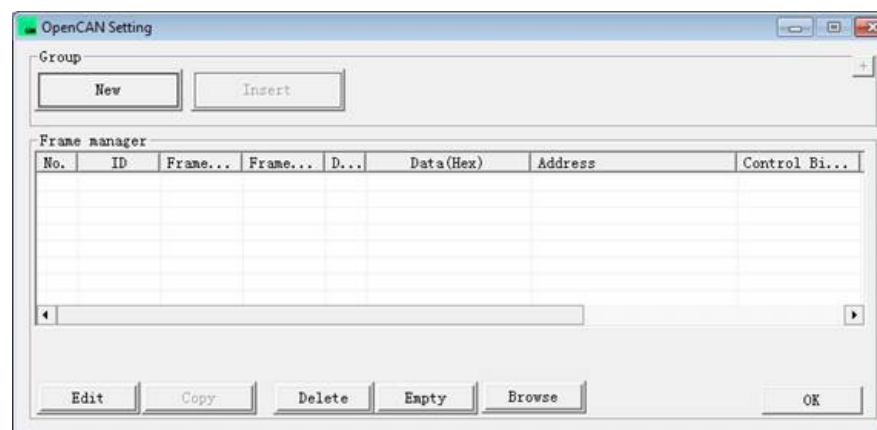 OpenCAN Setting
Group
New Insert +
Frame manager
No. ID Frame... Frame... D... Data(Hex) Address Control Bi...
Edit Copy Delete Empty Browse OK